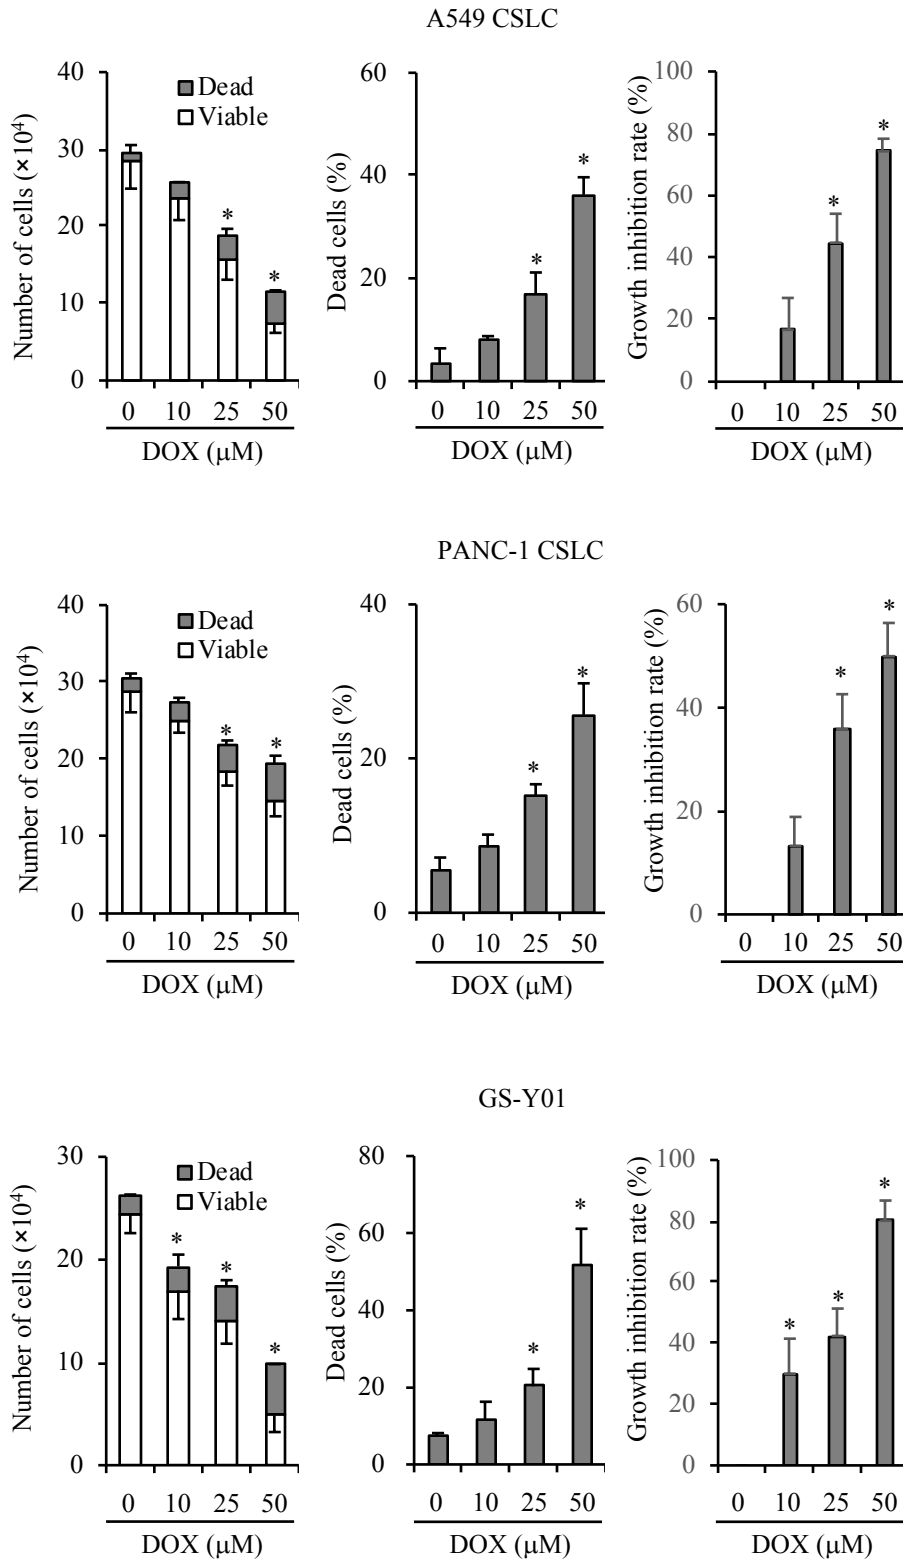 A549 CSLC
Number of cells (×10⁴)
40
30
20
10
0
Dead
Viable
*
*
0 10 25 50
DOX (μM)
Dead cells (%)
60
40
20
0
*
*
0 10 25 50
DOX (μM)
Growth inhibition rate (%)
100
80
60
40
20
0
*
*
0 10 25 50
DOX (μM)
PANC-1 CSLC
Number of cells (×10⁴)
40
30
20
10
0
Dead
Viable
*
*
0 10 25 50
DOX (μM)
Dead cells (%)
40
20
0
*
*
0 10 25 50
DOX (μM)
Growth inhibition rate (%)
60
40
20
0
*
*
0 10 25 50
DOX (μM)
GS-Y01
Number of cells (×10⁴)
30
20
10
0
Dead
Viable
*
*
*
0 10 25 50
DOX (μM)
Dead cells (%)
80
60
40
20
0
*
*
0 10 25 50
DOX (μM)
Growth inhibition rate (%)
100
80
60
40
20
0
*
*
*
0 10 25 50
DOX (μM)